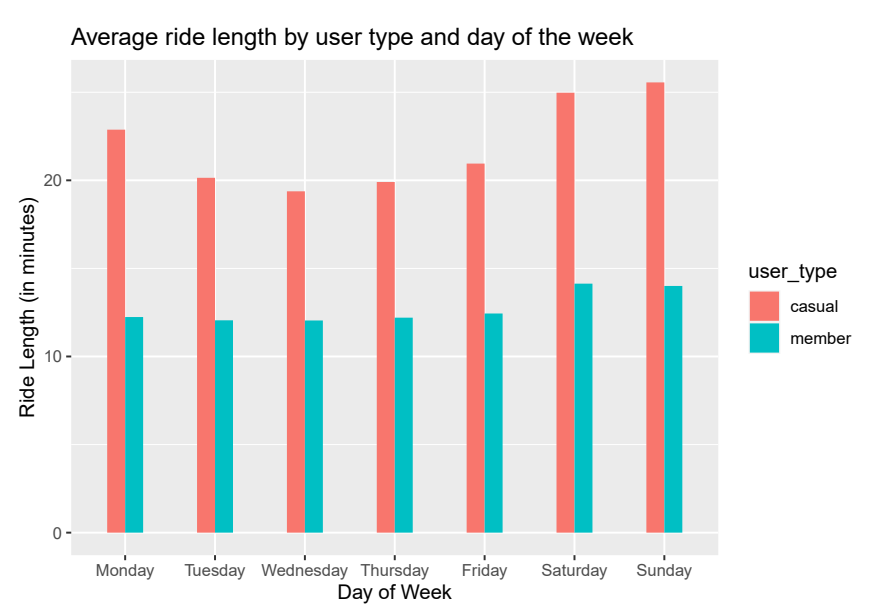 Average ride length by user type and day of the week
Ride Length (in minutes)
20
10
0
Monday Tuesday Wednesday Thursday Friday Saturday Sunday
Day of Week
user_type
casual
member